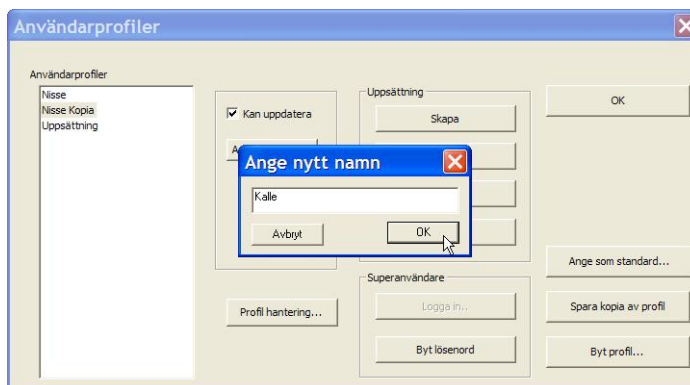 Användarprofiler
Användarprofiler
Nisse
Nisse Kopia
Uppsättning
Kan uppdatera
Uppsättning
Skapa
OK
Ange nytt namn
Kalle
Avbryt
OK
Ange som standard...
Superanvändare
Profil hantering...
Logga in...
Spara kopia av profil
Byt lösenord
Byt profil...